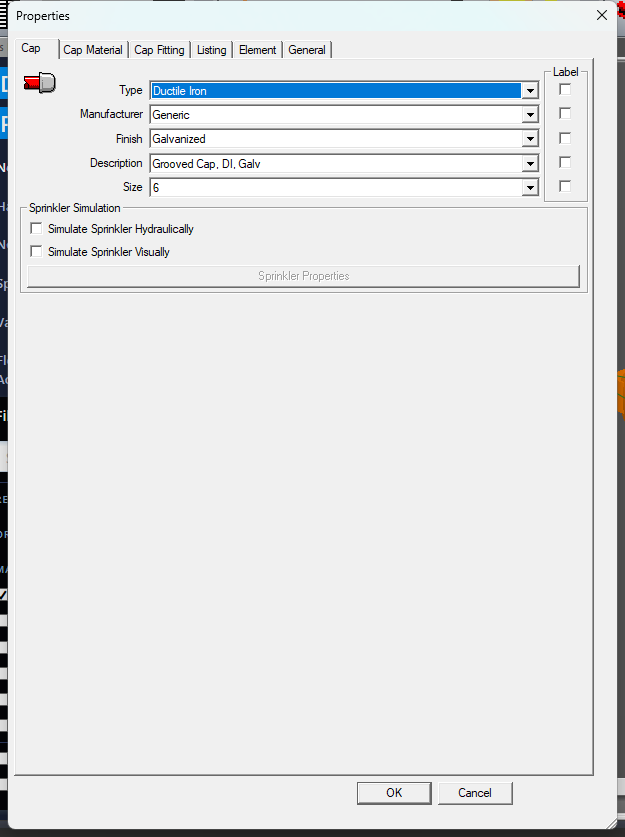 Properties
Cap Cap Material Cap Fitting Listing Element General
Label
Type Ductile Iron
Manufacturer Generic
Finish Galvanized
Description Grooved Cap, DI, Galv
Size 6
Sprinkler Simulation
Simulate Sprinkler Hydraulically
Simulate Sprinkler Visually
Sprinkler Properties
OK Cancel